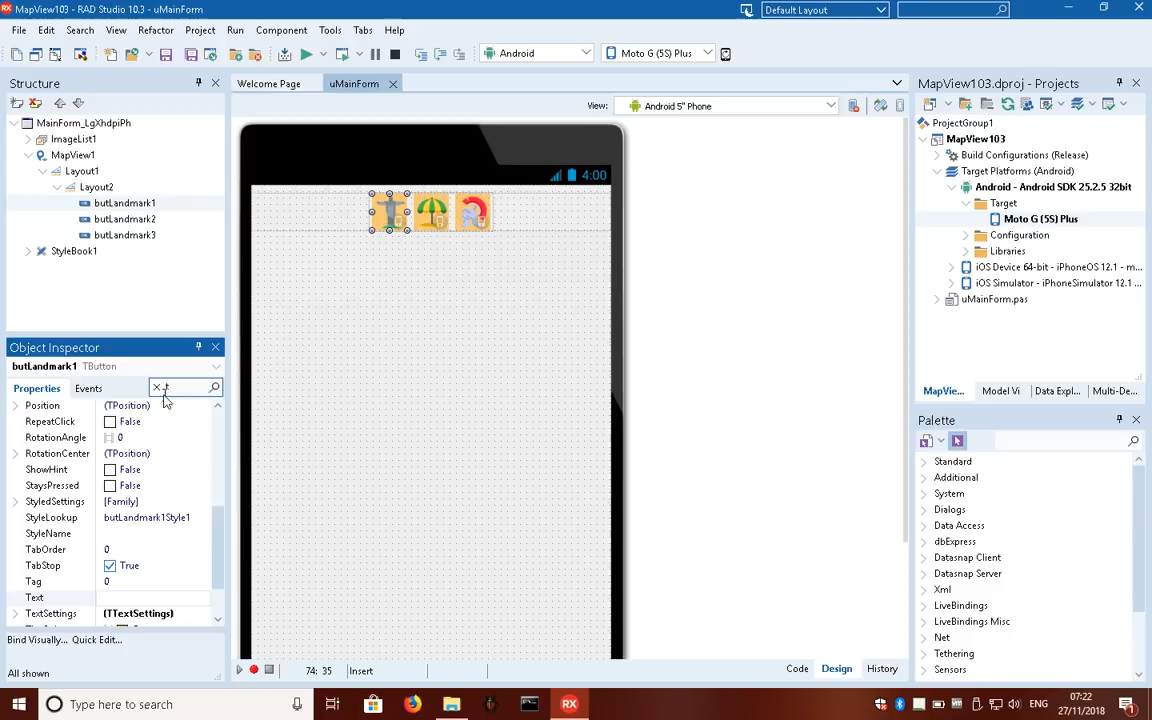 MapView103 - RAD Studio 10.3 - uMainForm
Default Layout
File Edit Search View Refactor Project Run Component Tools Tabs Help
Android
Moto G (5S) Plus
Structure
MainForm_LgXhdpiPh
ImageList1
MapView1
Layout1
Layout2
butLandmark1
butLandmark2
butLandmark3
StyleBook1
Object Inspector
butLandmark1 TButton
Properties Events
Position (TPosition)
RepeatClick False
RotationAngle 0
RotationCenter (TPosition)
ShowHint False
StaysPressed False
StyledSettings [Family]
StyleLookup butLandmark1Style1
StyleName
TabOrder 0
TabStop True
Tag 0
Text
TextSettings (TTextSettings)
Bind Visually... Quick Edit...
All shown
Welcome Page uMainForm
View: Android 5" Phone
4:00
74: 35 Insert
Code Design History
MapView103.dproj - Projects
ProjectGroup1
MapView103
Build Configurations (Release)
Target Platforms (Android)
Android - Android SDK 25.2.5 32bit
Target
Moto G (5S) Plus
Configuration
Libraries
iOS Device 64-bit - iPhoneOS 12.1 - m...
iOS Simulator - iPhoneSimulator 12.1 ...
uMainForm.pas
MapVie... Model Vi Data Expl... Multi-De...
Palette
Standard
Additional
System
Dialogs
Data Access
dbExpress
Datasnap Client
Datasnap Server
Xml
LiveBindings
LiveBindings Misc
Net
Tethering
Sensors
Type here to search
ENG
07:22
27/11/2018